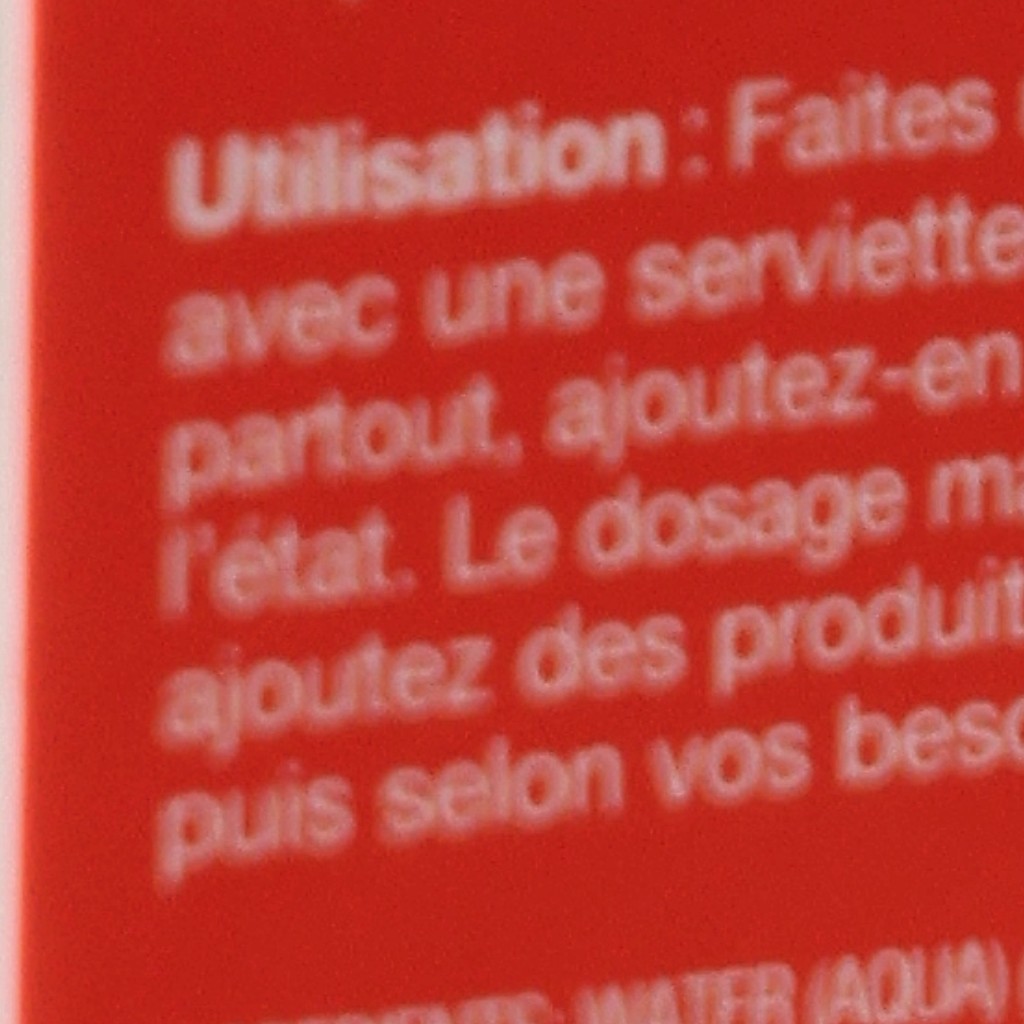 Utilisation : Faites
avec une serviette
partout, ajoutez-en
l'état. Le dosage
ajoutez des produit
puis selon vos
WATER (AQUA)